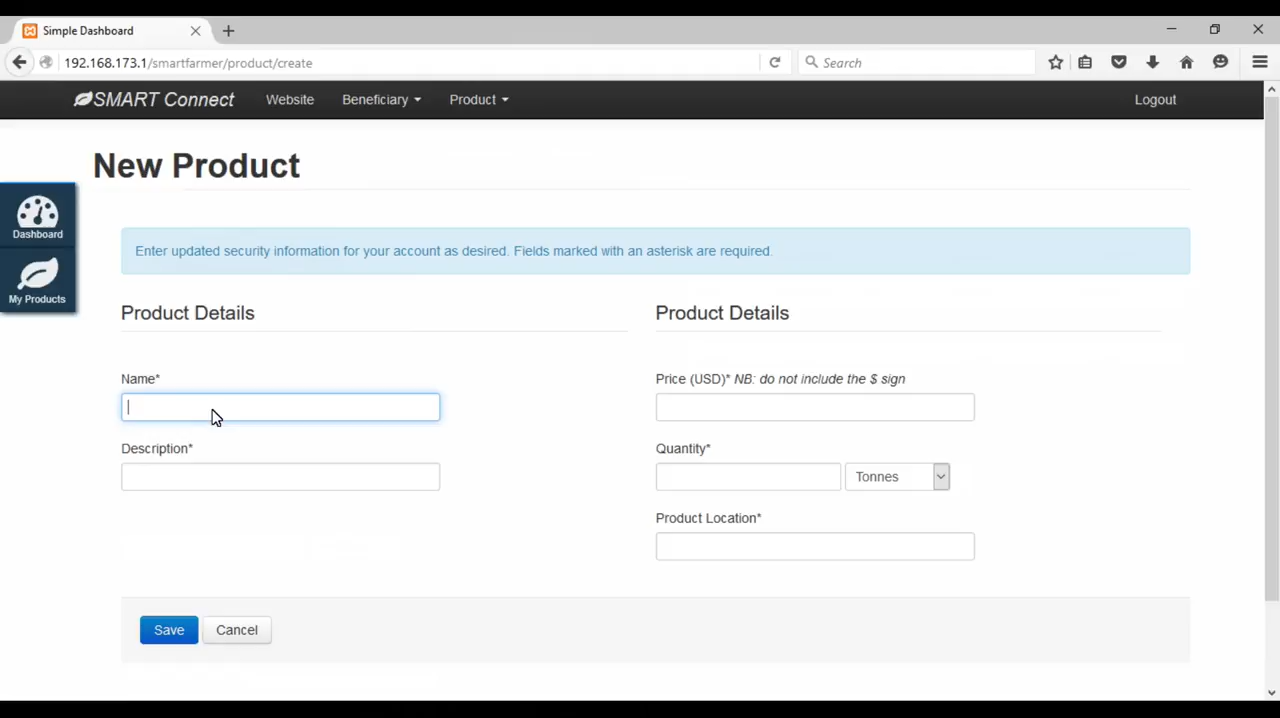 Simple Dashboard
192.168.173.1/smartfarmer/product/create
Search
SMART Connect
Website
Beneficiary
Product
Logout
New Product
Dashboard
My Products
Enter updated security information for your account as desired. Fields marked with an asterisk are required.
Product Details
Name*
Description*
Product Details
Price (USD)* NB: do not include the $ sign
Quantity*
Tonnes
Product Location*
Save
Cancel